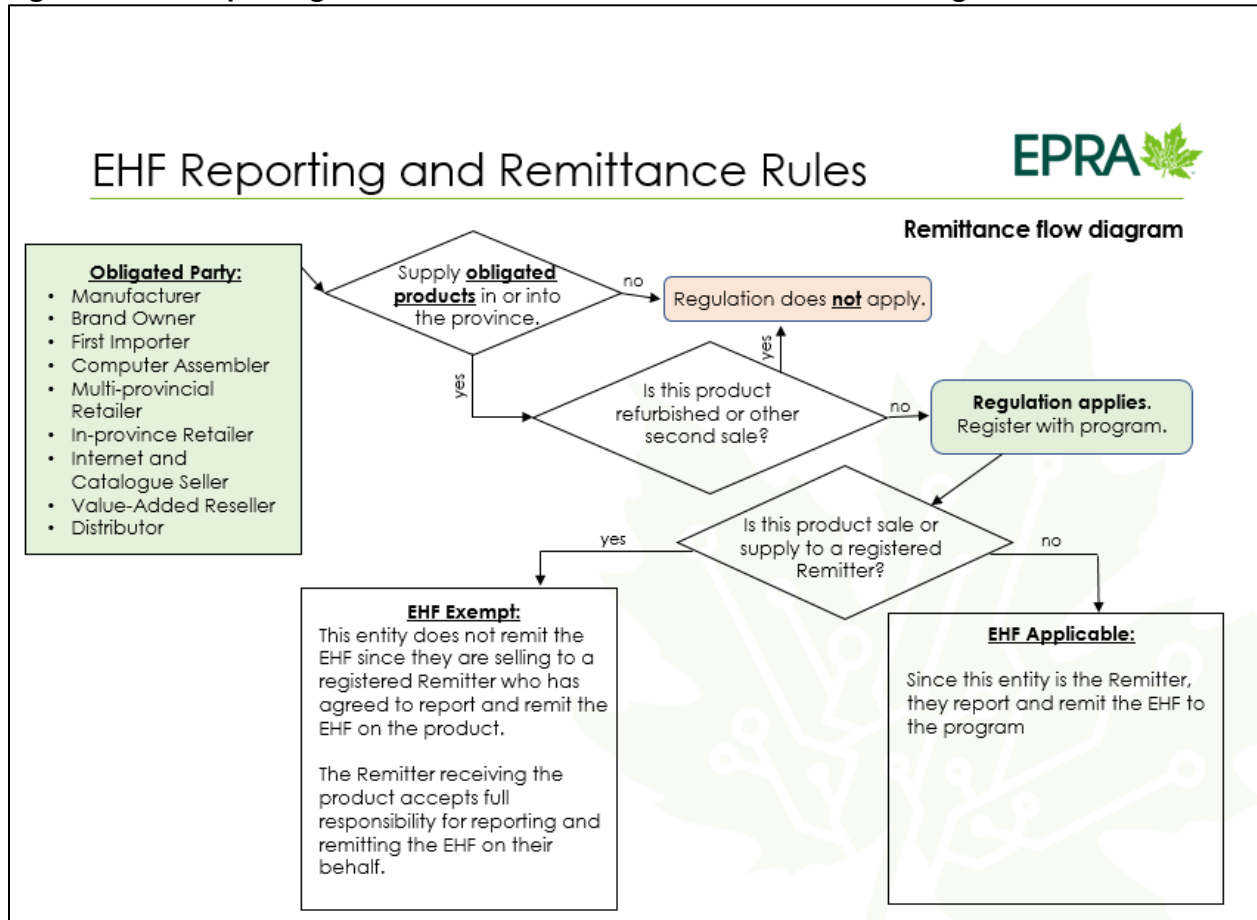 EHF Reporting and Remittance Rules
EPRA
Remittance flow diagram
Obligated Party:
• Manufacturer
• Brand Owner
• First Importer
• Computer Assembler
• Multi-provincial
Retailer
• In-province Retailer
• Internet and
Catalogue Seller
• Value-Added Reseller
• Distributor
Supply obligated
products in or into
the province.
no
Regulation does not apply.
yes
yes
Is this product
refurbished or other
second sale?
no
Regulation applies.
Register with program.
Is this product sale or
supply to a registered
Remitter?
yes
no
EHF Exempt:
This entity does not remit the
EHF since they are selling to a
registered Remitter who has
agreed to report and remit the
EHF on the product.
The Remitter receiving the
product accepts full
responsibility for reporting and
remitting the EHF on their
behalf.
EHF Applicable:
Since this entity is the Remitter,
they report and remit the EHF to
the program